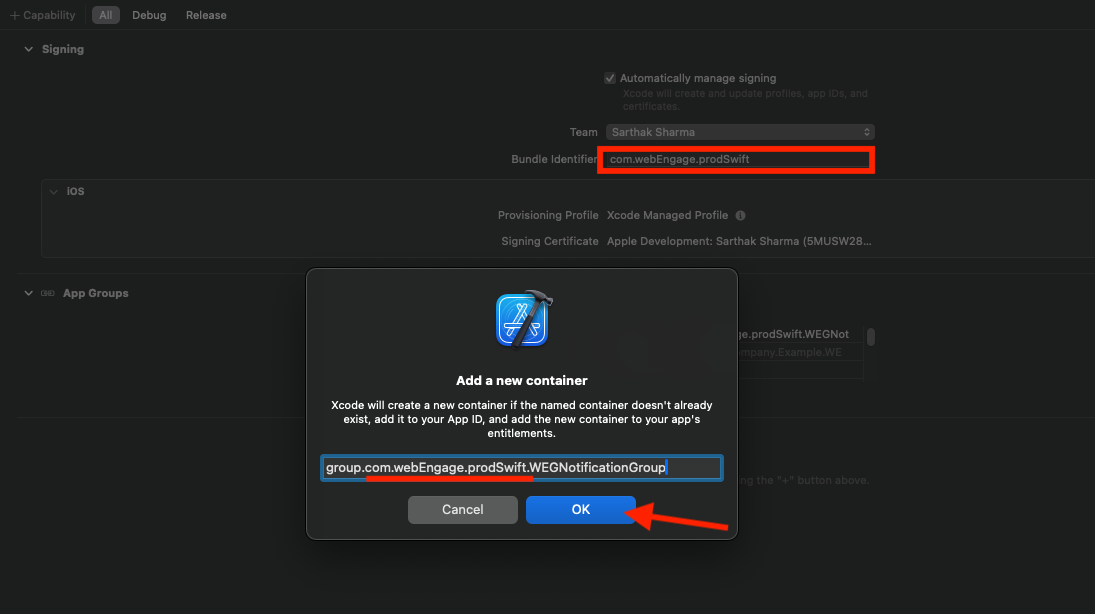 + Capability All Debug Release
Signing
Automatically manage signing
Xcode will create and update profiles, app IDs, and
certificates.
Team Sarthak Sharma
Bundle Identifier com.webEngage.prodSwift
iOS
Provisioning Profile Xcode Managed Profile
Signing Certificate Apple Development: Sarthak Sharma (5MUSW28...
App Groups
ge.prodSwift.WEGNot
mpany.Example.WE
Add a new container
Xcode will create a new container if the named container doesn't already
exist, add it to your App ID, and add the new container to your app's
entitlements.
group.com.webEngage.prodSwift.WEGNotificationGroup
ng the "+" button above.
Cancel OK